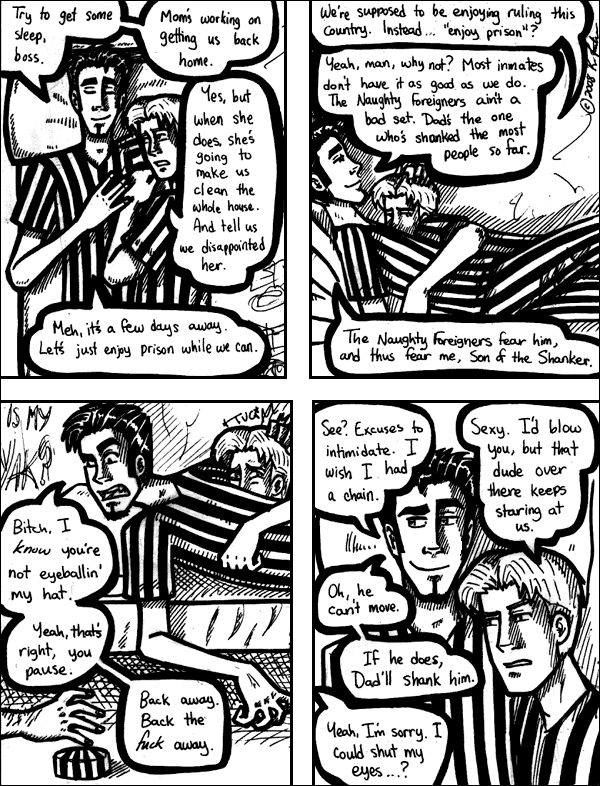 Try to get some
sleep,
boss.
Mom's working on
getting us back
home.
Yes, but
when she
does, she's
going to
make us
clean the
whole house.
And tell us
we disappointed
her.
Meh, it's a few days away.
Let's just enjoy prison while we can.
We're supposed to be enjoying ruling this
country. Instead... "enjoy prison"?
Yeah, man, why not? Most inmates
don't have it as good as we do.
The Naughty Foreigners ain't a
bad set. Dad's the one
who's shanked the most
people so far.
The Naughty Foreigners fear him,
and thus fear me, Son of the Shanker.
© 2008
IS MY
YAK?
TUCK
Bitch, I
know you're
not eyeballin'
my hat.
Yeah, that's
right, you
pause.
Back away.
Back the
fuck away.
See? Excuses to
intimidate. I
wish I had
a chain.
Sexy. I'd blow
you, but that
dude over
there keeps
staring at
us.
Oh, he
can't move.
If he does,
Dad'll shank him.
Yeah, I'm sorry. I
could shut my
eyes...?